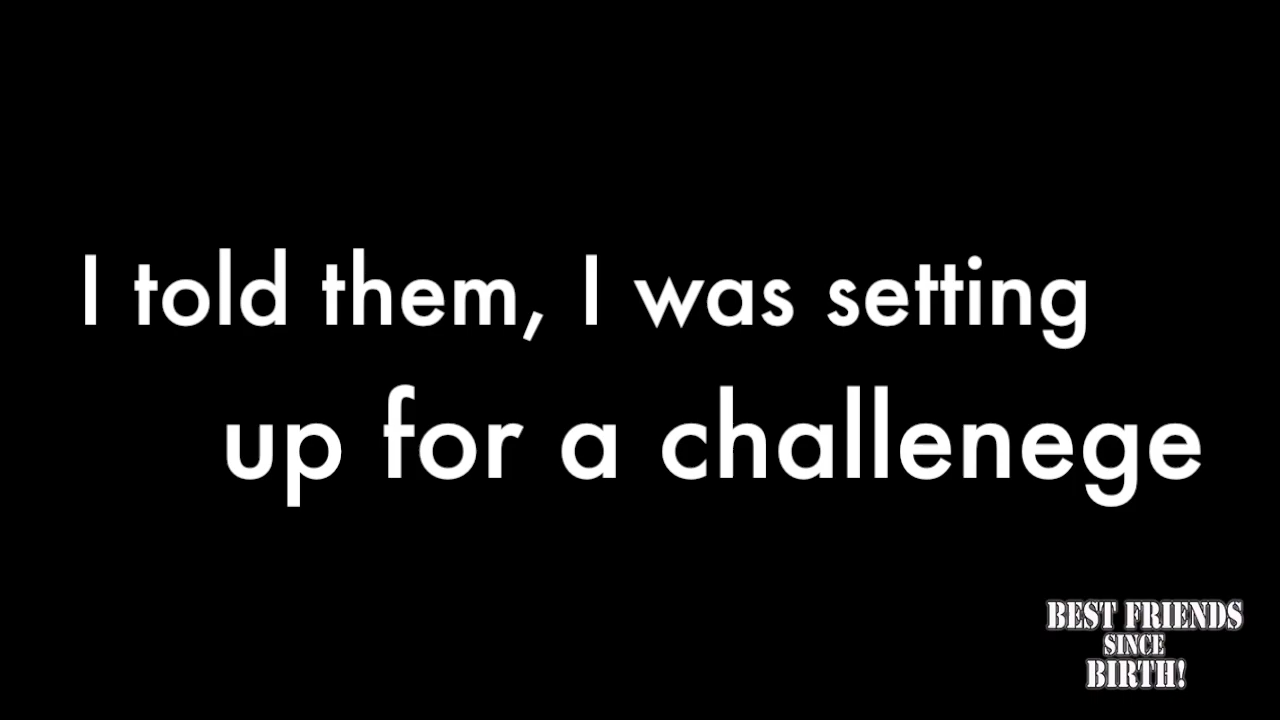 I told them, I was setting
up for a challenege
BEST FRIENDS
SINCE
BIRTH!